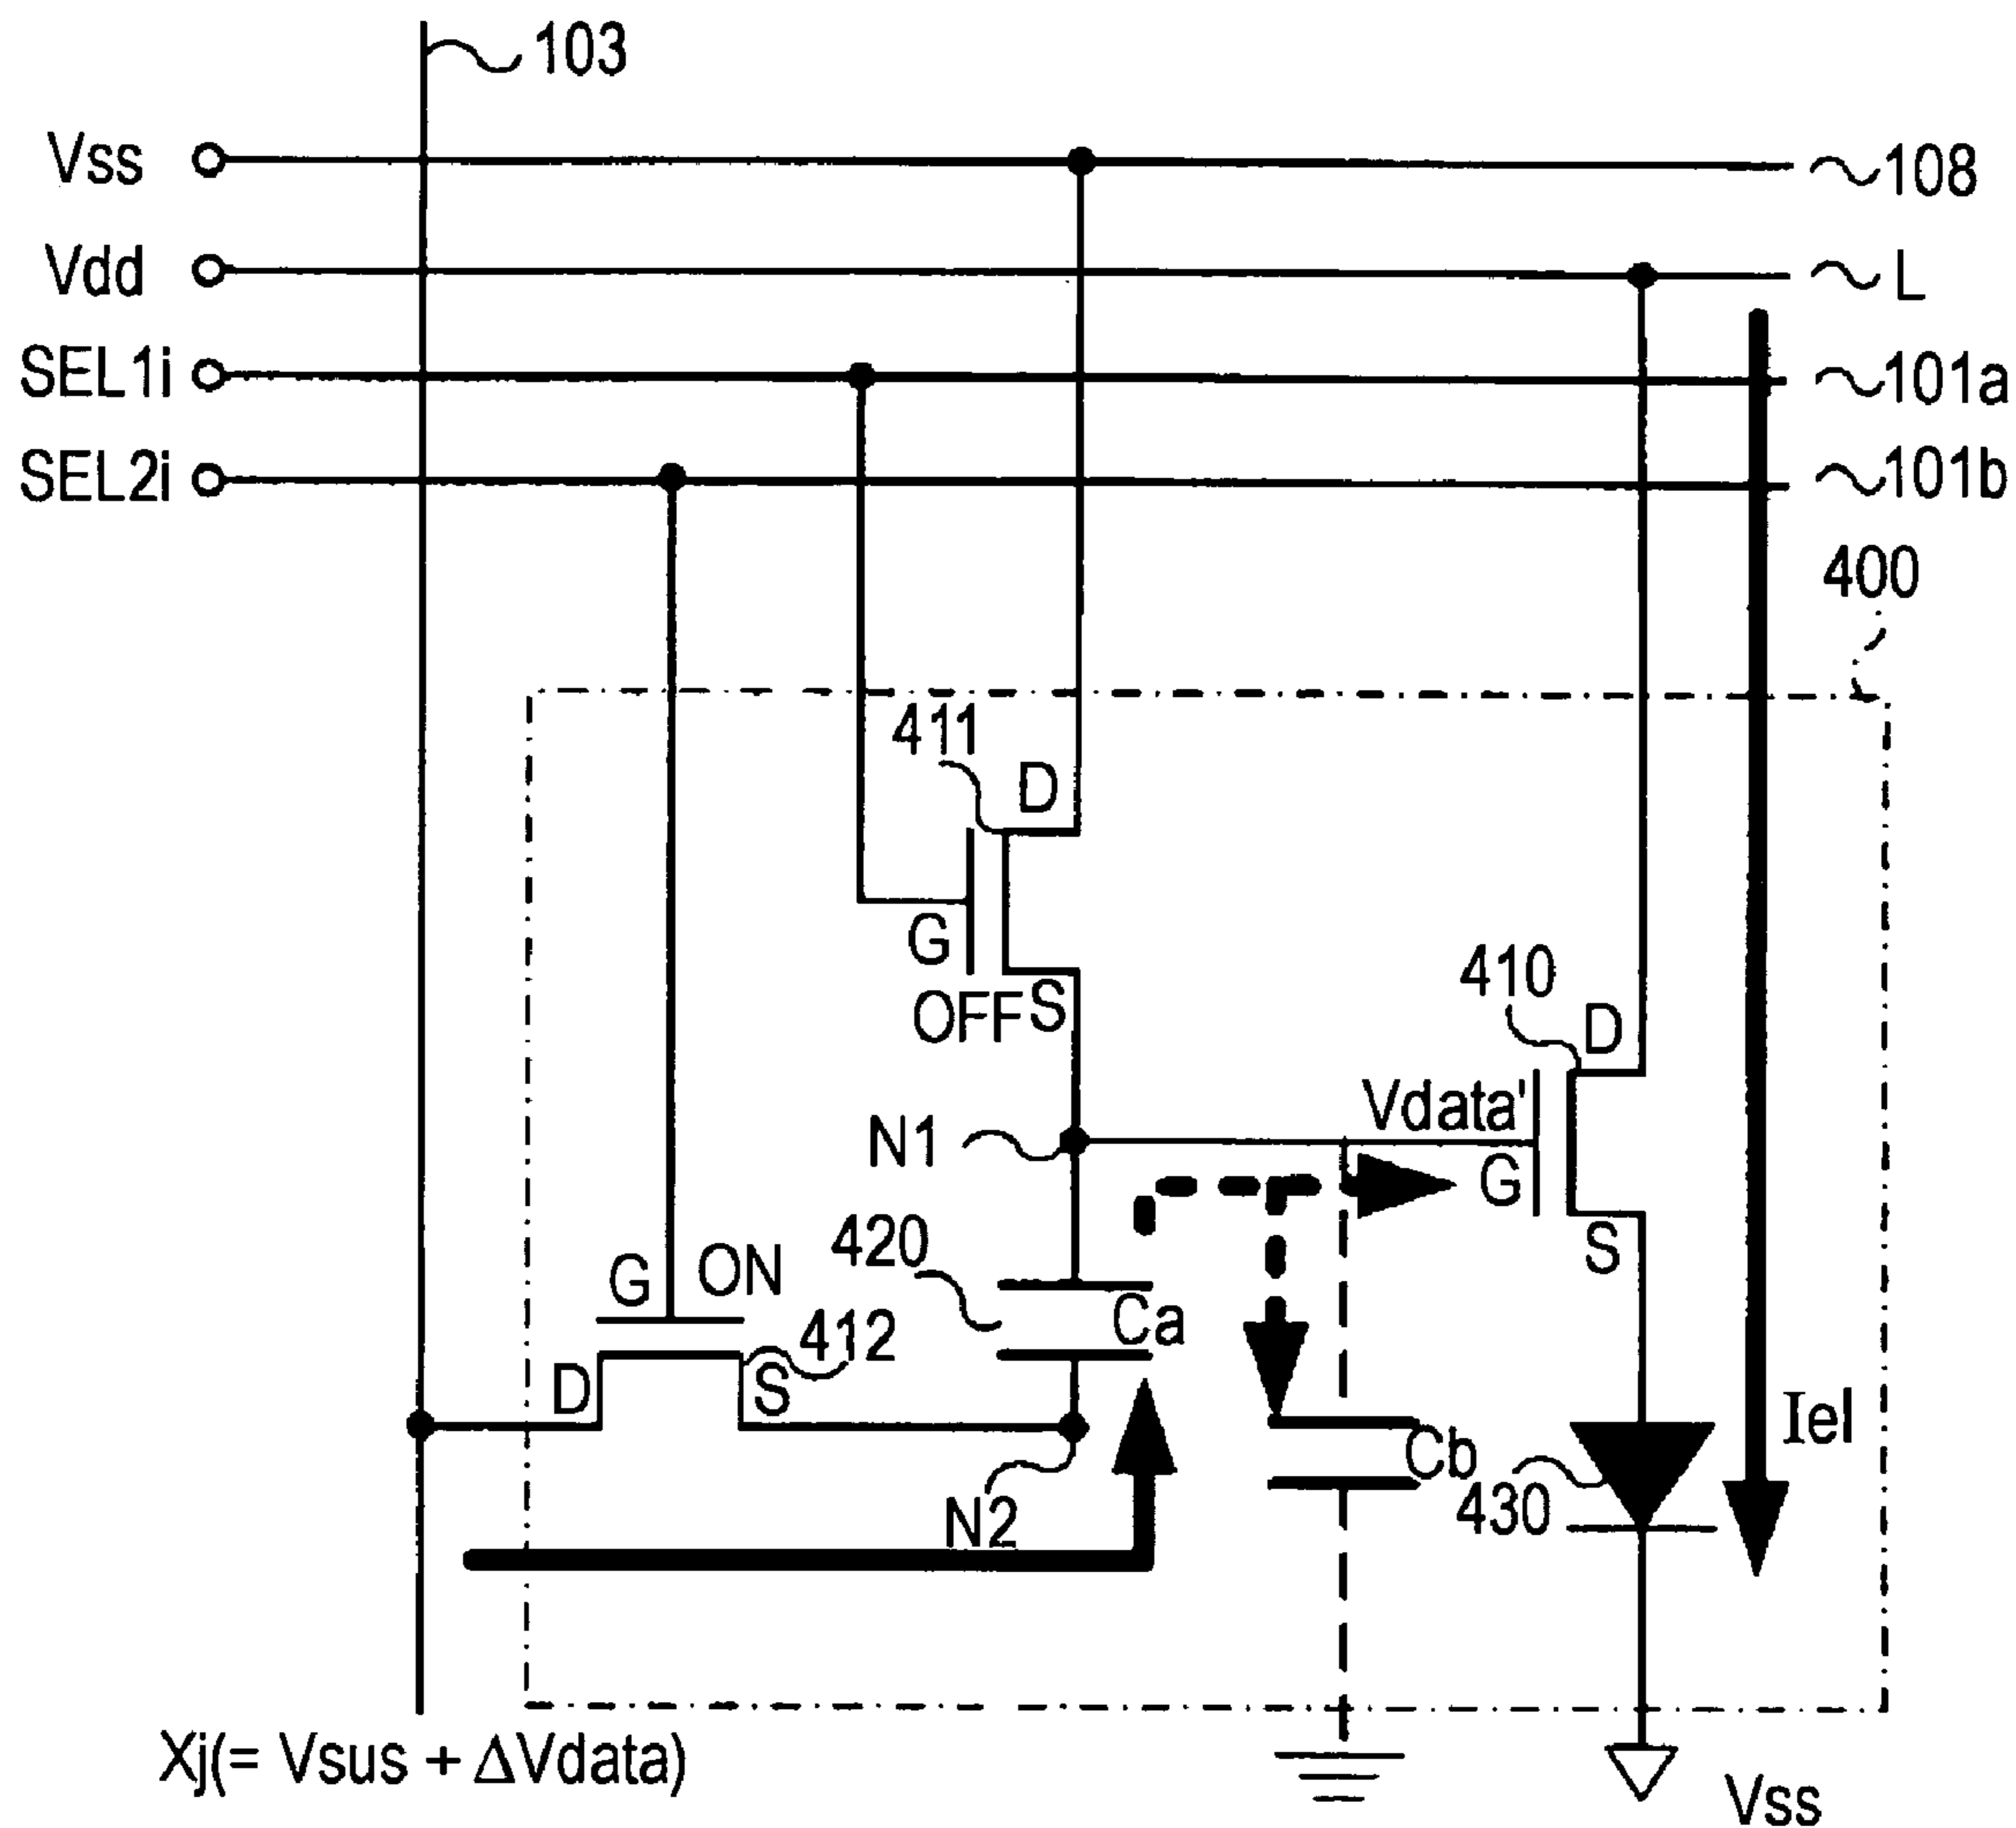 103
Vss
108
Vdd
L
SEL1i
101a
SEL2i
101b
400
411
D
G
OFF
S
410
D
Vdata'
N1
G
S
420
G
ON
Ca
412
D
S
Cb
Iel
430
N2
Xj(= Vsus + ΔVdata)
Vss